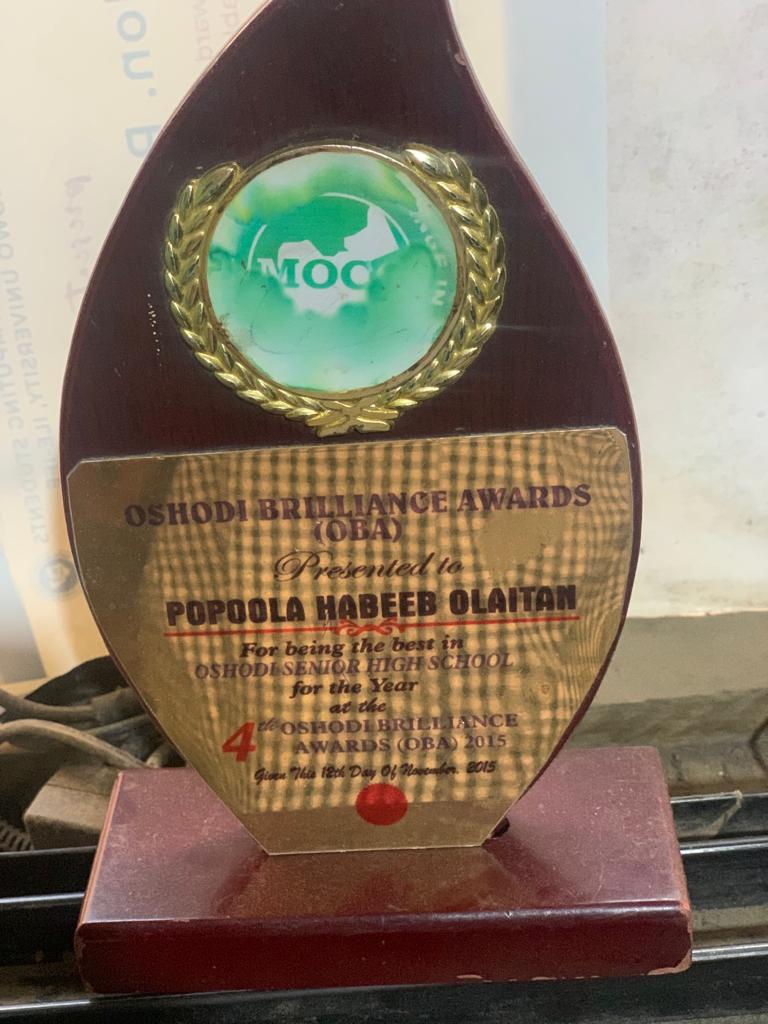 MOC
OSHODI BRILLIANCE AWARDS
(OBA)
Presented to
POPOOLA HABEEB OLAITAN
For being the best in
OSHODI SENIOR HIGH SCHOOL
for the Year
at the
4th OSHODI BRILLIANCE
AWARDS (OBA) 2015
Given This 12th Day Of November, 2015